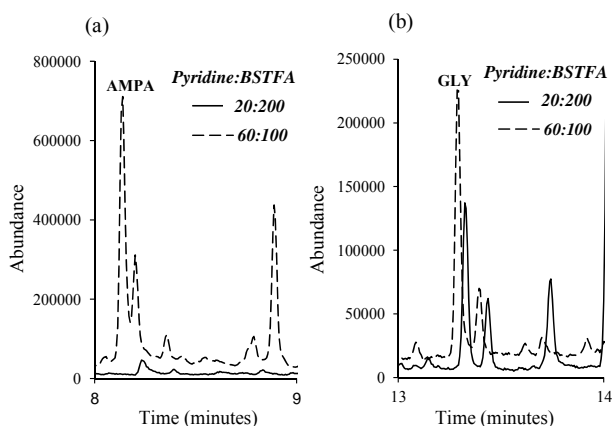 (a)
800000
600000
400000
200000
0
Abundance
AMPA
Pyridine:BSTFA
20:200
60:100
8
9
Time (minutes)
(b)
250000
200000
150000
100000
50000
0
Abundance
GLY
Pyridine:BSTFA
20:200
60:100
13
14
Time (minutes)